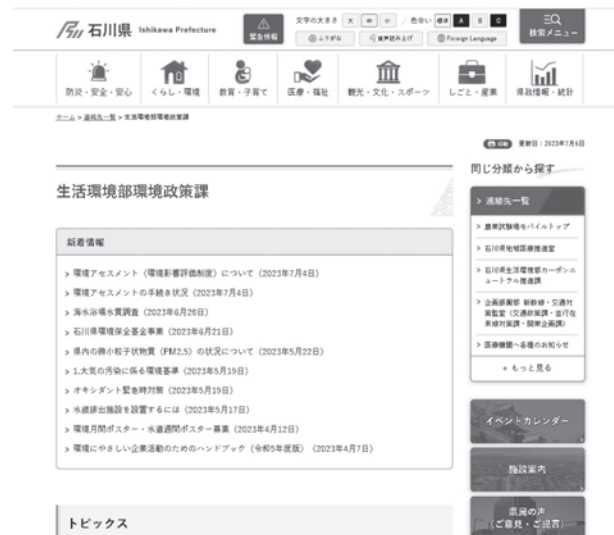 石川県 Ishikawa Prefecture
緊急情報
文字の大きさ 大 中 小 / 色合い 標準 A B C
ふりがな 音声読み上げ Foreign Language
検索メニュー
防災・安全・安心
くらし・環境
教育・子育て
医療・福祉
観光・文化・スポーツ
しごと・産業
県政情報・統計
ホーム > 連絡先一覧 > 生活環境部環境政策課
印刷 更新日：2023年7月4日
生活環境部環境政策課
新着情報
> 環境アセスメント（環境影響評価制度）について（2023年7月4日）
> 環境アセスメントの手続き状況（2023年7月4日）
> 海水浴場水質調査（2023年6月28日）
> 石川県環境保全基金事業（2023年6月21日）
> 県内の微小粒子状物質（PM2.5）の状況について（2023年5月22日）
> 1.大気の汚染に係る環境基準（2023年5月19日）
> オキシダント緊急時対策（2023年5月19日）
> 水銀排出施設を設置するには（2023年5月17日）
> 環境月間ポスター・水道週間ポスター募集（2023年4月12日）
> 環境にやさしい企業活動のためのハンドブック（令和5年度版）（2023年4月7日）
トピックス
同じ分類から探す
> 連絡先一覧
> 農業試験場モバイルトップ
> 石川県地域医療推進室
> 石川県生活環境部カーボンニ
ュートラル推進課
> 企画振興部 新幹線・交通対
策監室（交通政策課・並行在
来線対策課・開業企画課）
> 医療機関へ各種のお知らせ
+ もっと見る
イベントカレンダー
施設案内
県民の声
（ご意見・ご提言）